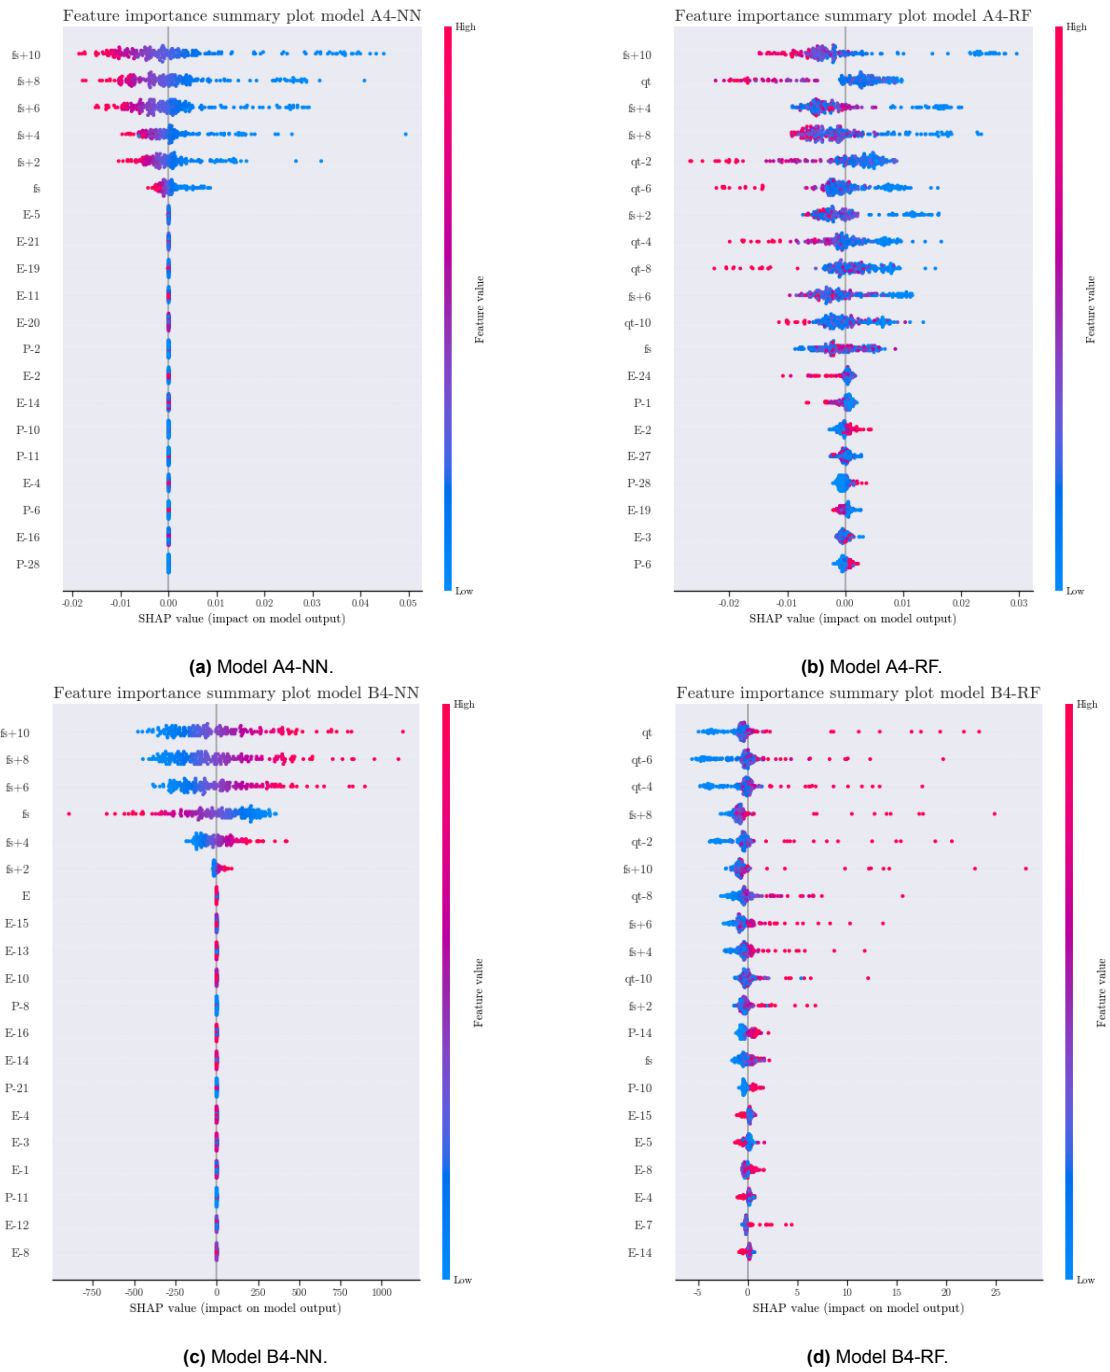 Feature importance summary plot model A4-NN
High
fs+10
fs+8
fs+6
fs+4
fs+2
fs
E-5
E-21
E-19
E-11
E-20
P-2
E-2
E-14
P-10
P-11
E-4
P-6
E-16
P-28
Feature value
Low
-0.02 -0.01 0.00 0.01 0.02 0.03 0.04 0.05
SHAP value (impact on model output)
(a) Model A4-NN.
Feature importance summary plot model A4-RF
High
fs+10
qt
fs+4
fs+8
qt-2
qt-6
fs+2
qt-4
qt-8
fs+6
qt-10
fs
E-24
P-1
E-2
E-27
P-28
E-19
E-3
P-6
Feature value
Low
-0.02 -0.01 0.00 0.01 0.02 0.03
SHAP value (impact on model output)
(b) Model A4-RF.
Feature importance summary plot model B4-NN
High
fs+10
fs+8
fs+6
fs
fs+4
fs+2
E
E-15
E-13
E-10
P-8
E-16
E-14
P-21
E-4
E-3
E-1
P-11
E-12
E-8
Feature value
Low
-750 -500 -250 0 250 500 750 1000
SHAP value (impact on model output)
(c) Model B4-NN.
Feature importance summary plot model B4-RF
High
qt
qt-6
qt-4
fs+8
qt-2
fs+10
qt-8
fs+6
fs+4
qt-10
fs+2
P-14
fs
P-10
E-15
E-5
E-8
E-4
E-7
E-14
Feature value
Low
-5 0 5 10 15 20 25
SHAP value (impact on model output)
(d) Model B4-RF.